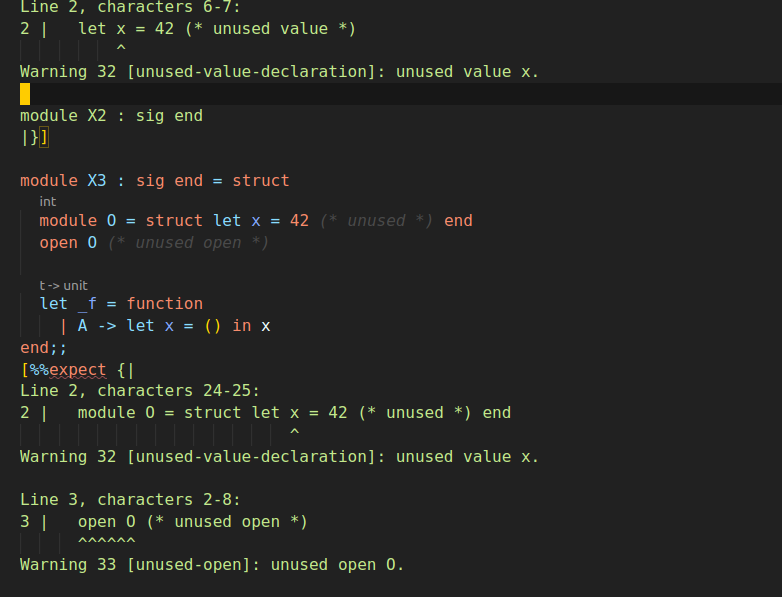 Line 2, characters 6-7:
2 |   let x = 42 (* unused value *)
          ^
Warning 32 [unused-value-declaration]: unused value x.
module X2 : sig end
|}]
module X3 : sig end = struct
int
  module O = struct let x = 42 (* unused *) end
  open O (* unused open *)
t -> unit
  let _f = function
    | A -> let x = () in x
end;;
[%%expect {|
Line 2, characters 24-25:
2 |   module O = struct let x = 42 (* unused *) end
                            ^
Warning 32 [unused-value-declaration]: unused value x.
Line 3, characters 2-8:
3 |   open O (* unused open *)
      ^^^^^^
Warning 33 [unused-open]: unused open O.